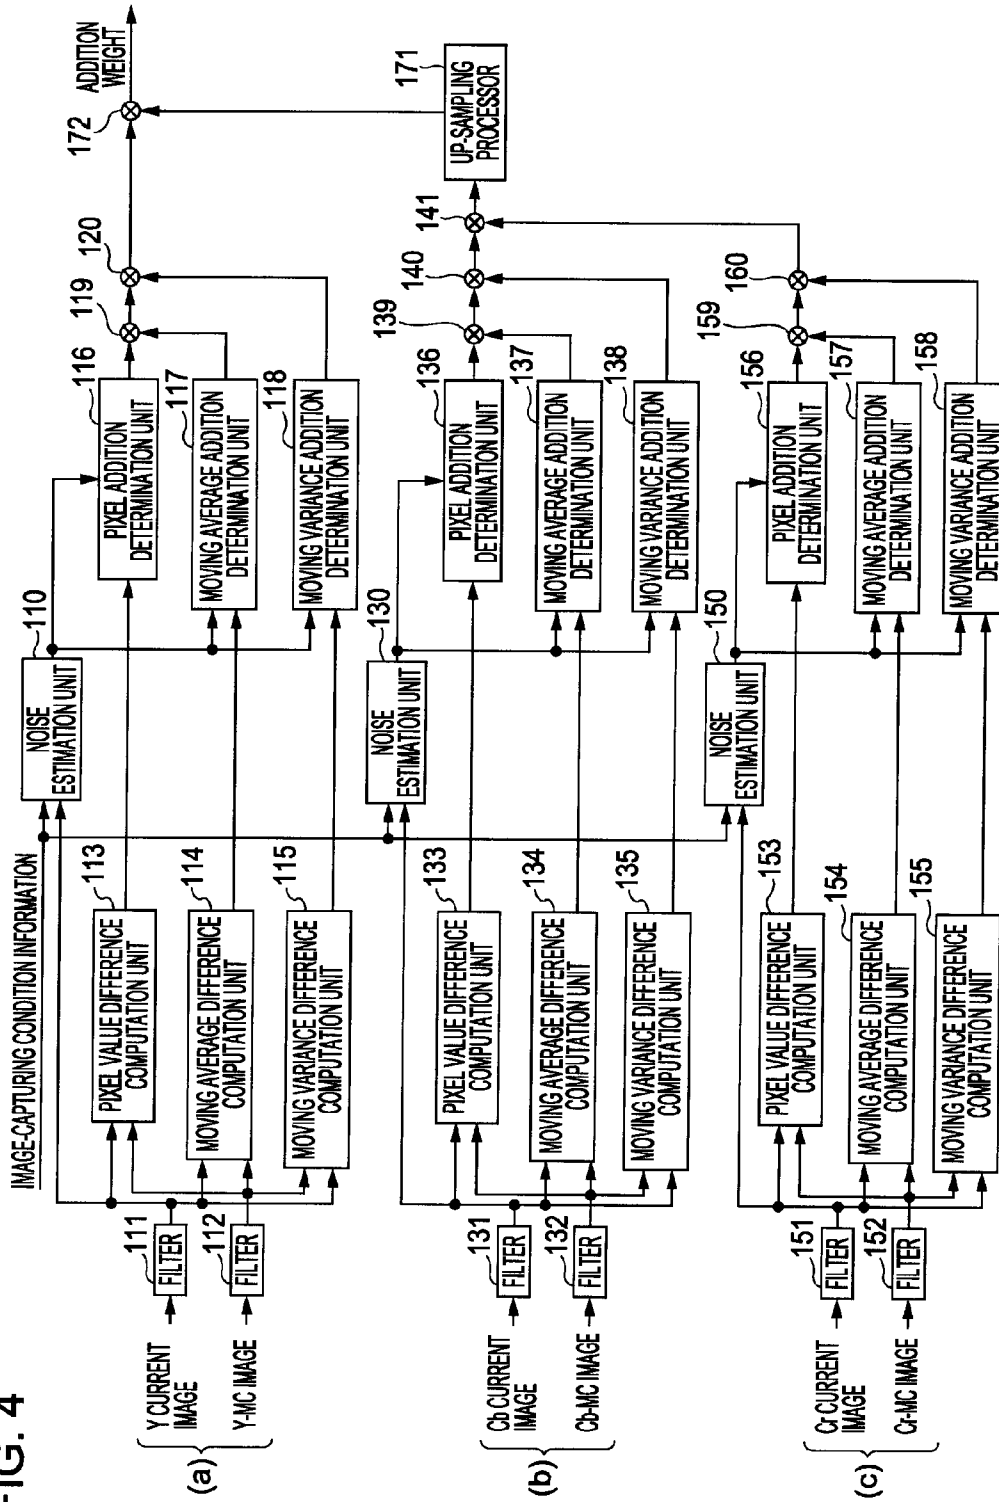 FIG. 4
IMAGE-CAPTURING CONDITION INFORMATION
(a)
Y CURRENT
IMAGE
Y-MC IMAGE
111
FILTER
112
FILTER
113
PIXEL VALUE DIFFERENCE
COMPUTATION UNIT
114
MOVING AVERAGE DIFFERENCE
COMPUTATION UNIT
115
MOVING VARIANCE DIFFERENCE
COMPUTATION UNIT
110
NOISE
ESTIMATION UNIT
116
PIXEL ADDITION
DETERMINATION UNIT
117
MOVING AVERAGE ADDITION
DETERMINATION UNIT
118
MOVING VARIANCE ADDITION
DETERMINATION UNIT
119
120
172
ADDITION
WEIGHT
(b)
Cb CURRENT
IMAGE
Cb-MC IMAGE
131
FILTER
132
FILTER
133
PIXEL VALUE DIFFERENCE
COMPUTATION UNIT
134
MOVING AVERAGE DIFFERENCE
COMPUTATION UNIT
135
MOVING VARIANCE DIFFERENCE
COMPUTATION UNIT
130
NOISE
ESTIMATION UNIT
136
PIXEL ADDITION
DETERMINATION UNIT
137
MOVING AVERAGE ADDITION
DETERMINATION UNIT
138
MOVING VARIANCE ADDITION
DETERMINATION UNIT
139
140
141
171
UP-SAMPLING
PROCESSOR
(c)
Cr CURRENT
IMAGE
Cr-MC IMAGE
151
FILTER
152
FILTER
153
PIXEL VALUE DIFFERENCE
COMPUTATION UNIT
154
MOVING AVERAGE DIFFERENCE
COMPUTATION UNIT
155
MOVING VARIANCE DIFFERENCE
COMPUTATION UNIT
150
NOISE
ESTIMATION UNIT
156
PIXEL ADDITION
DETERMINATION UNIT
157
MOVING AVERAGE ADDITION
DETERMINATION UNIT
158
MOVING VARIANCE ADDITION
DETERMINATION UNIT
159
160